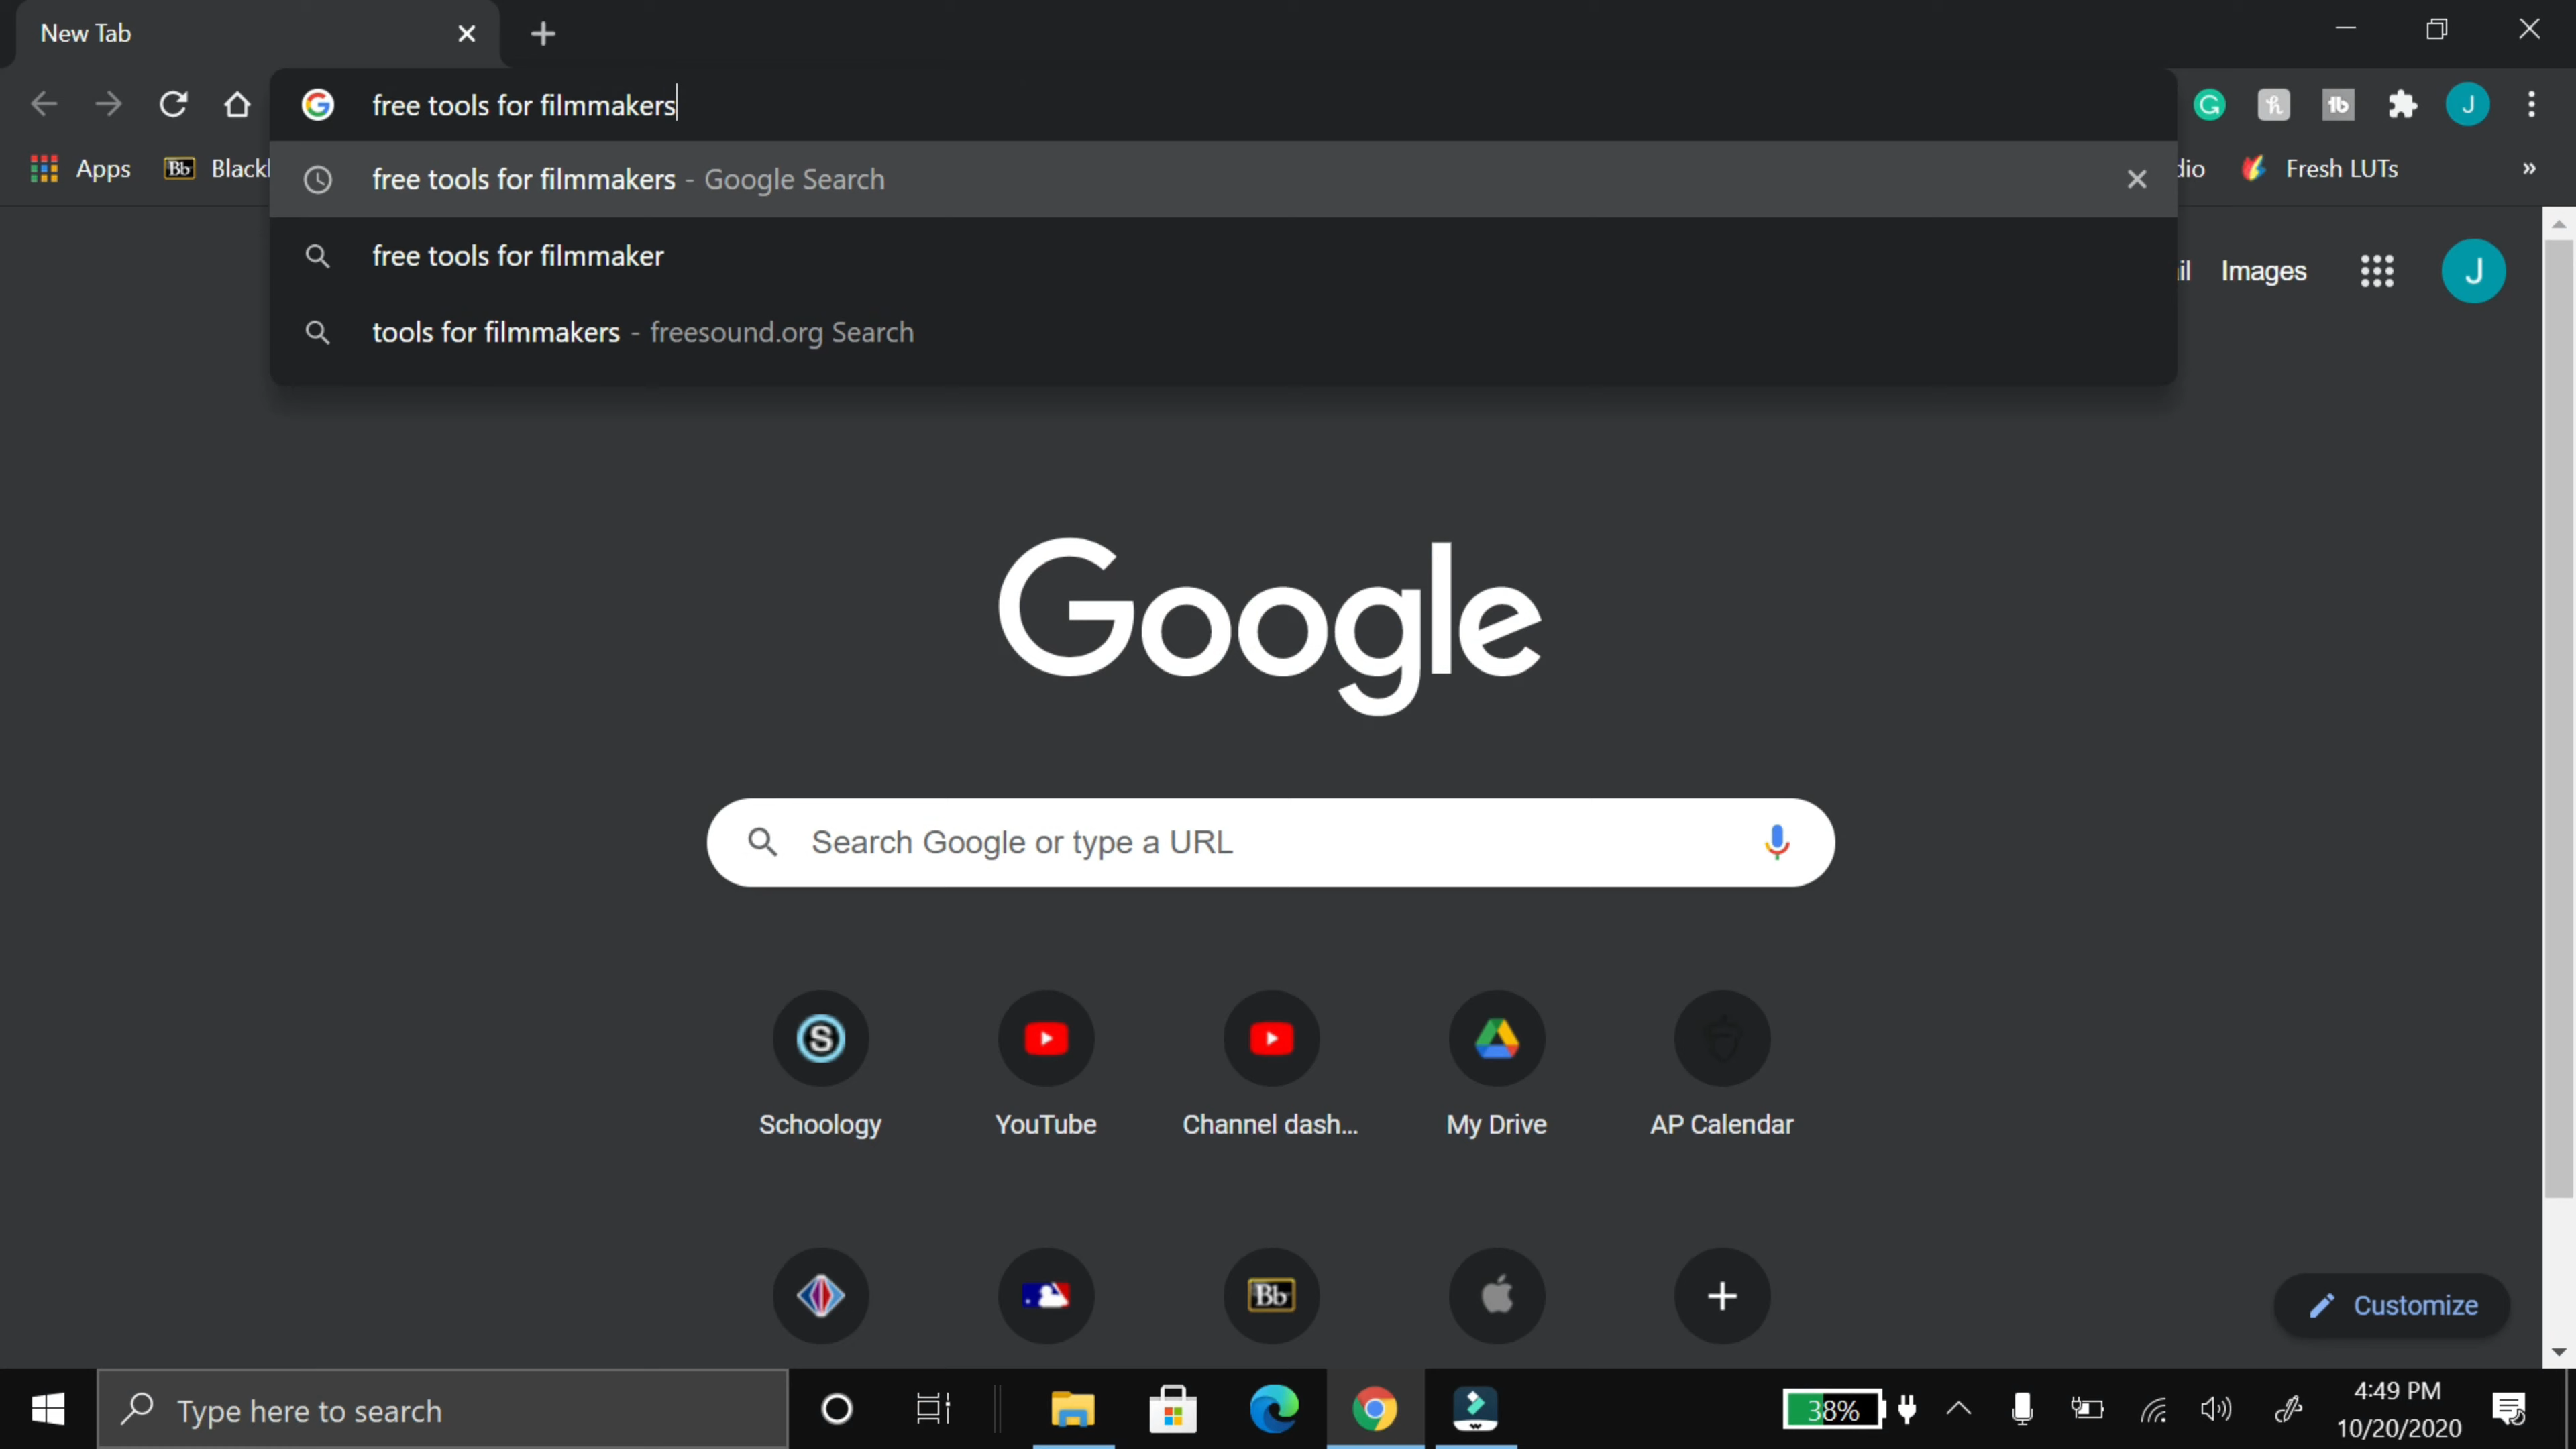 New Tab
free tools for filmmakers
Apps
Bb
Black
free tools for filmmakers - Google Search
dio
Fresh LUTs
»
free tools for filmmaker
tools for filmmakers - freesound.org Search
il
Images
J
J
Google
Search Google or type a URL
S
Schoology
YouTube
Channel dash...
My Drive
AP Calendar
Bb
Customize
Type here to search
38%
4:49 PM
10/20/2020